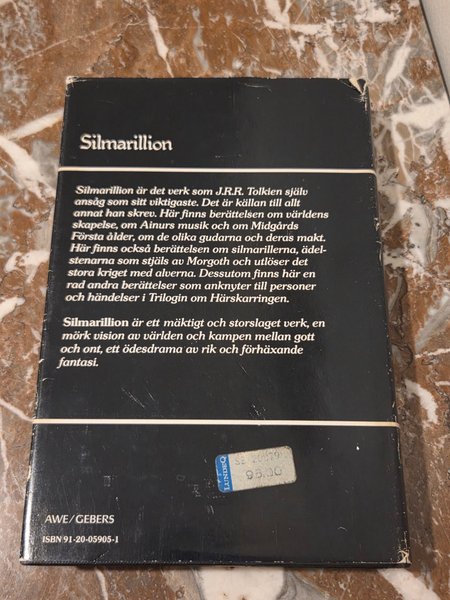 Silmarillion
Silmarillion är det verk som J.R.R. Tolkien själv
ansåg som sitt viktigaste. Det är källan till allt
annat han skrev. Här finns berättelsen om världens
skapelse, om Ainurs musik och om Midgårds
Första ålder, om de olika gudarna och deras makt.
Här finns också berättelsen om silmarillerna, ädel-
stenarna som stjäls av Morgoth och utlöser det
stora kriget med alverna. Dessutom finns här en
rad andra berättelser som anknyter till personer
och händelser i Trilogin om Härskarringen.
Silmarillion är ett mäktigt och storslaget verk, en
mörk vision av världen och kampen mellan gott
och ont, ett ödesdrama av rik och förhäxande
fantasi.
LUNDEQ
98.00
AWE/GEBERS
ISBN 91-20-05905-1